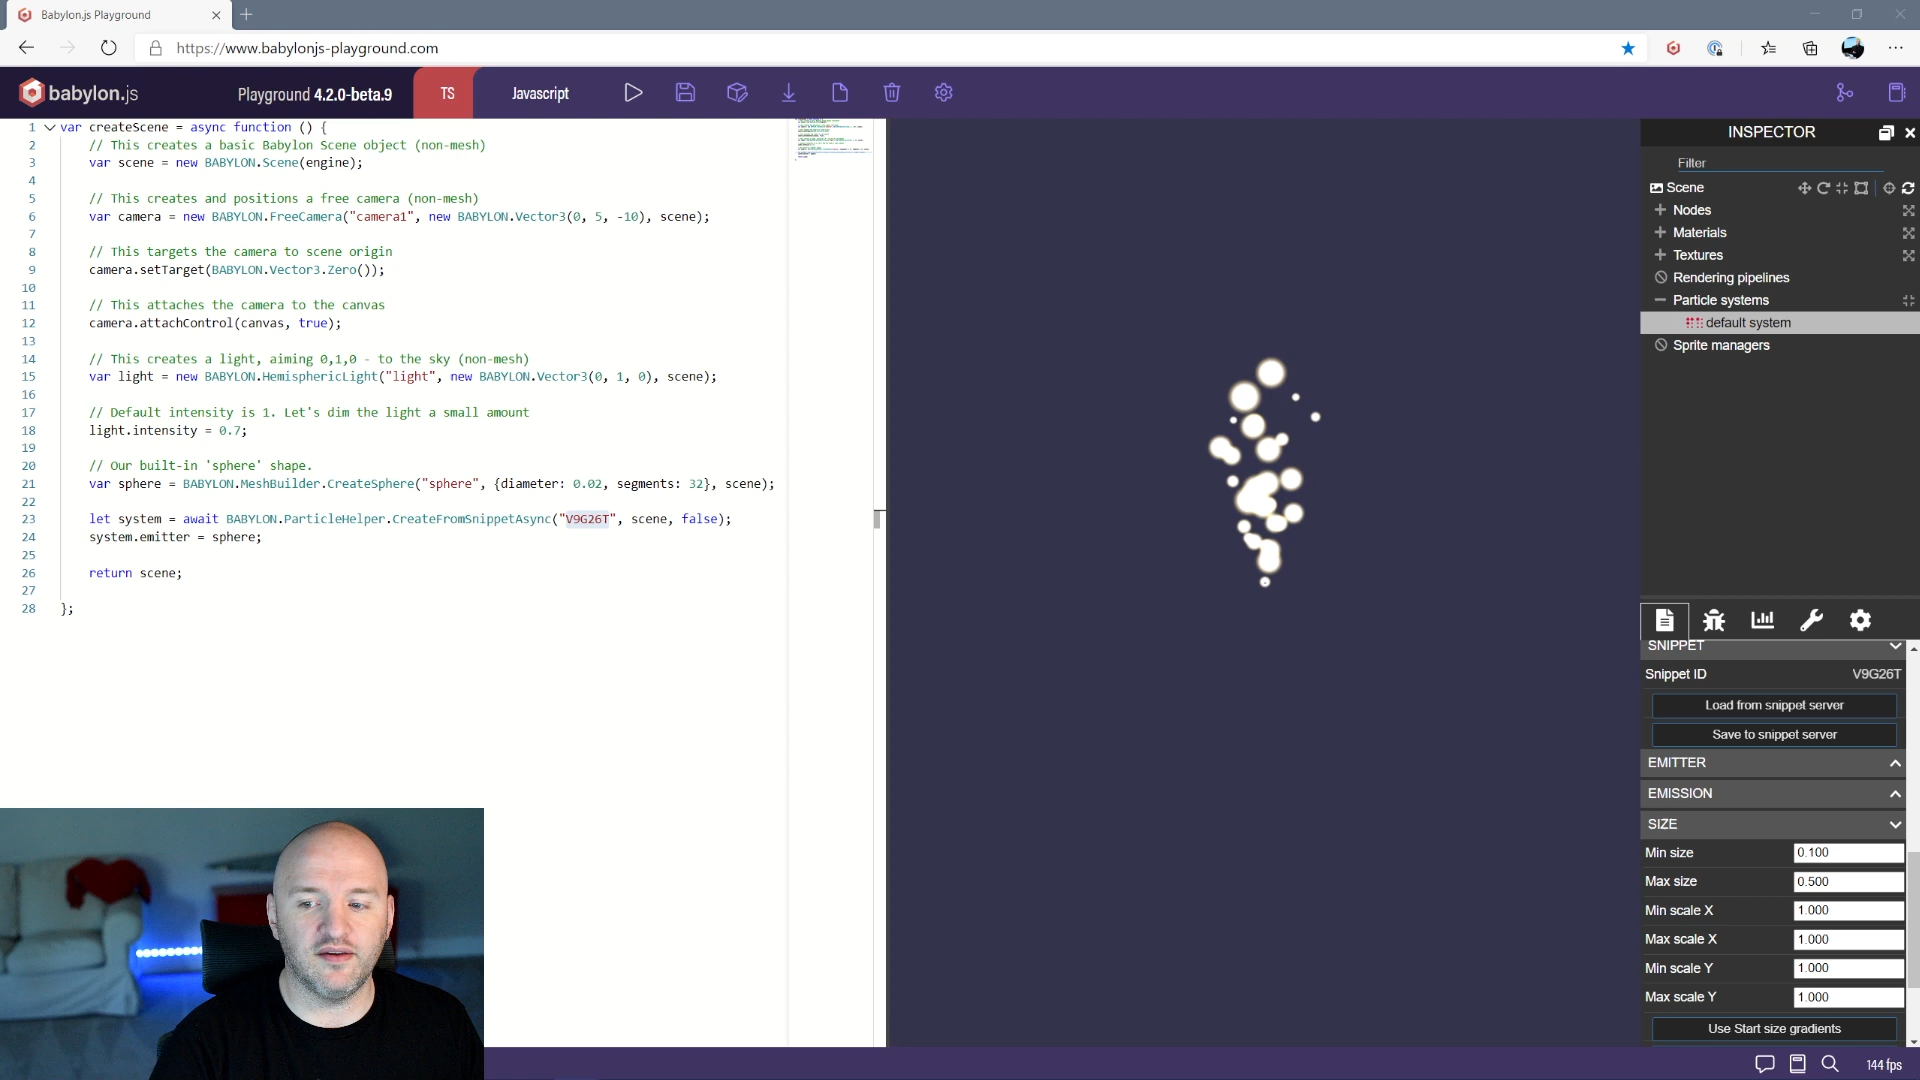 Babylon.js Playground
https://www.babylonjs-playground.com
babylon.js
Playground 4.2.0-beta.9
TS
Javascript
1 var createScene = async function () {
2 // This creates a basic Babylon Scene object (non-mesh)
3 var scene = new BABYLON.Scene(engine);
4
5 // This creates and positions a free camera (non-mesh)
6 var camera = new BABYLON.FreeCamera("camera1", new BABYLON.Vector3(0, 5, -10), scene);
7
8 // This targets the camera to scene origin
9 camera.setTarget(BABYLON.Vector3.Zero());
10
11 // This attaches the camera to the canvas
12 camera.attachControl(canvas, true);
13
14 // This creates a light, aiming 0,1,0 - to the sky (non-mesh)
15 var light = new BABYLON.HemisphericLight("light", new BABYLON.Vector3(0, 1, 0), scene);
16
17 // Default intensity is 1. Let's dim the light a small amount
18 light.intensity = 0.7;
19
20 // Our built-in 'sphere' shape.
21 var sphere = BABYLON.MeshBuilder.CreateSphere("sphere", {diameter: 0.02, segments: 32}, scene);
22
23 let system = await BABYLON.ParticleHelper.CreateFromSnippetAsync("V9G26T", scene, false);
24 system.emitter = sphere;
25
26 return scene;
27
28 };
INSPECTOR
Filter
Scene
Nodes
Materials
Textures
Rendering pipelines
Particle systems
default system
Sprite managers
SNIPPET
Snippet ID V9G26T
Load from snippet server
Save to snippet server
EMITTER
EMISSION
SIZE
Min size 0.100
Max size 0.500
Min scale X 1.000
Max scale X 1.000
Min scale Y 1.000
Max scale Y 1.000
Use Start size gradients
144 fps